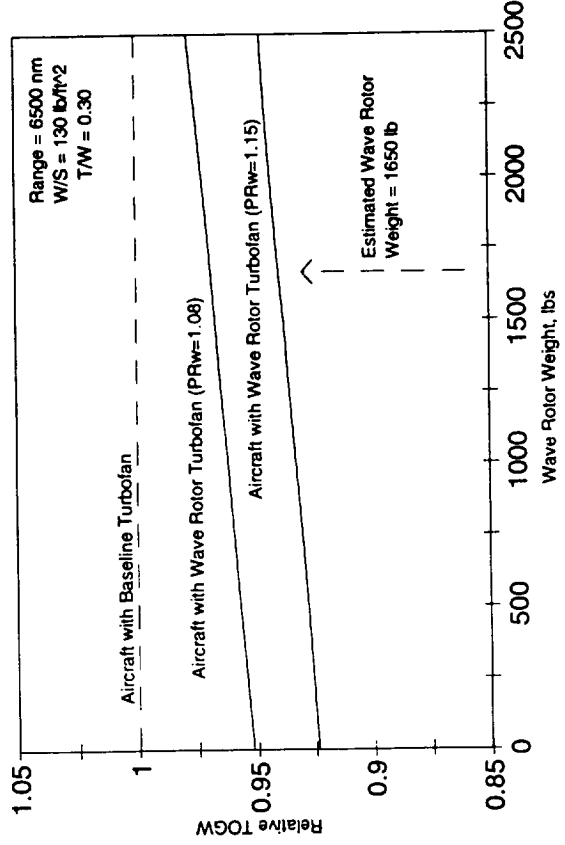 1.05
1
0.95
0.9
0.85
Relative TOGW
Range = 6500 nm
W/S = 130 lb/ft^2
T/W = 0.30
Aircraft with Baseline Turbofan
Aircraft with Wave Rotor Turbofan (PRw=1.08)
Aircraft with Wave Rotor Turbofan (PRw=1.15)
Estimated Wave Rotor
Weight = 1650 lb
0
500
1000
1500
2000
2500
Wave Rotor Weight, lbs